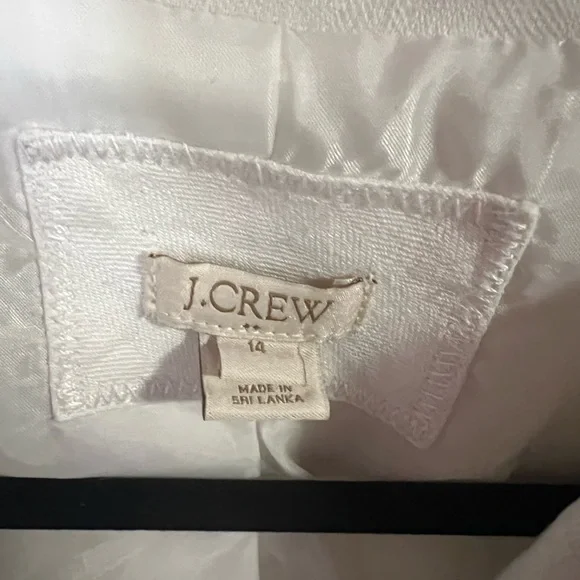 J.CREW
14
MADE IN
SRI LANKA